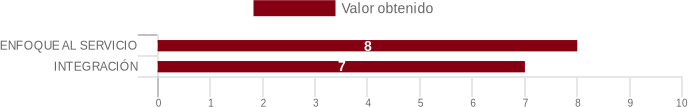 Valor obtenido
ENFOQUE AL SERVICIO 8
INTEGRACIÓN 7
0 1 2 3 4 5 6 7 8 9 10